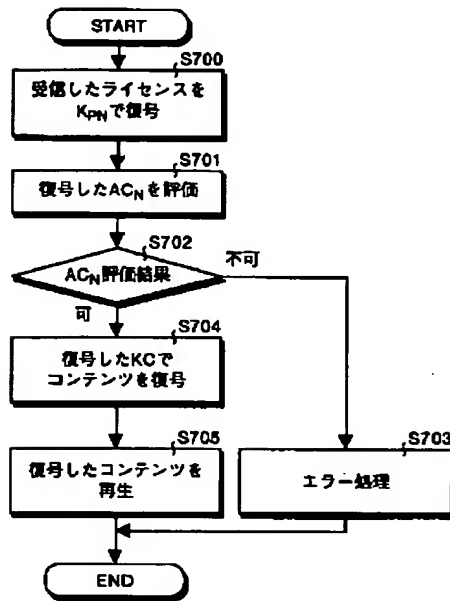 START
S700
受信したライセンスを
KPNで復号
S701
復号したACNを評価
S702
ACN評価結果
不可
可
S704
復号したKCで
コンテンツを復号
S705
復号したコンテンツを
再生
S703
エラー処理
END